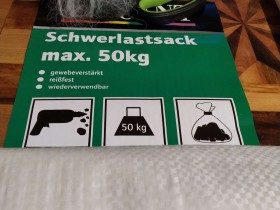 Schwerlastsack
max. 50kg
gewebeverstärkt
reißfest
wiederverwendbar
50 kg